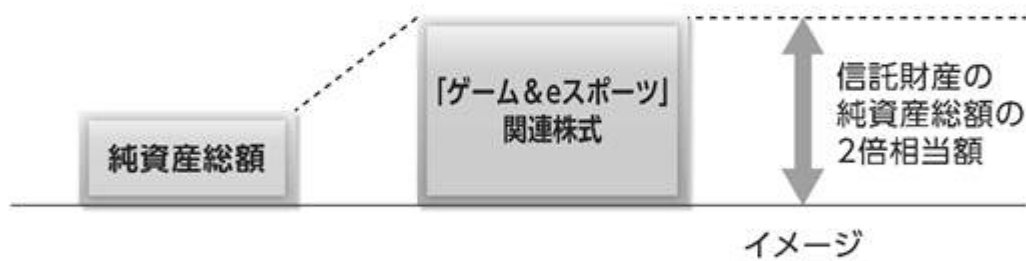 純資産総額
「ゲーム&eスポーツ」
関連株式
信託財産の
純資産総額の
2倍相当額
イメージ